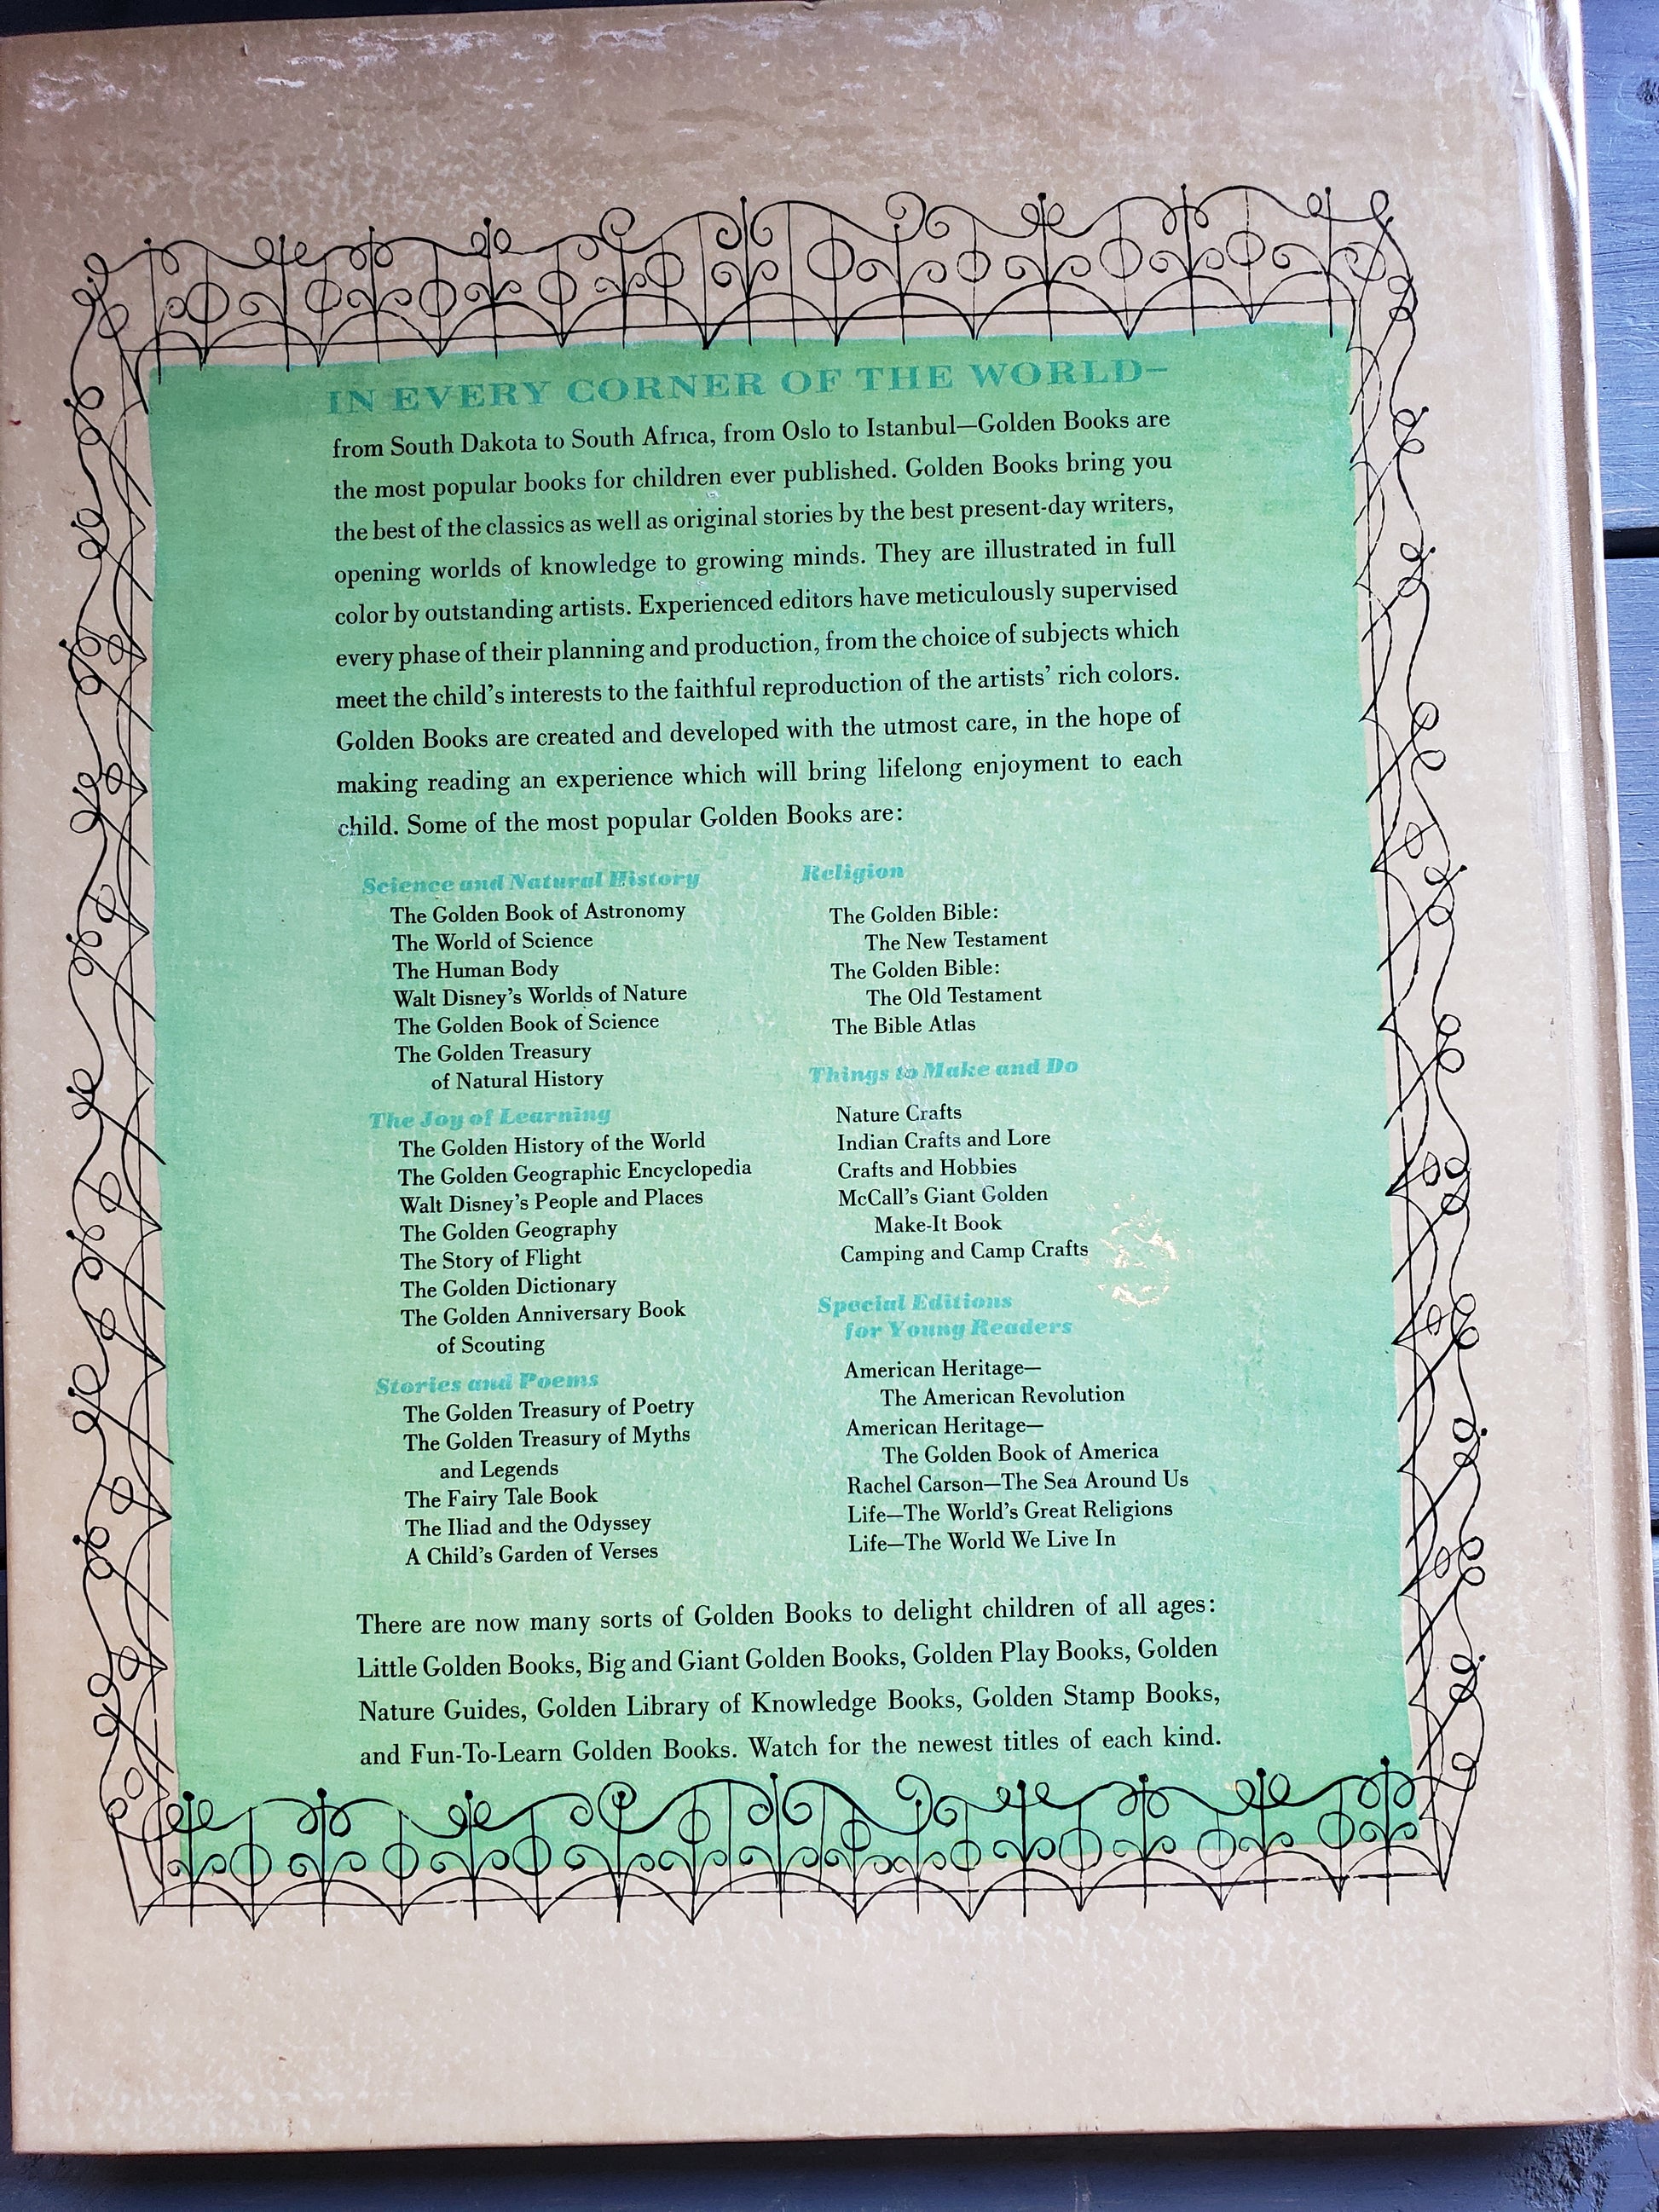 IN EVERY CORNER OF THE WORLD—
from South Dakota to South Africa, from Oslo to Istanbul—Golden Books are
the most popular books for children ever published. Golden Books bring you
the best of the classics as well as original stories by the best present-day writers,
opening worlds of knowledge to growing minds. They are illustrated in full
color by outstanding artists. Experienced editors have meticulously supervised
every phase of their planning and production, from the choice of subjects which
meet the child's interests to the faithful reproduction of the artists' rich colors.
Golden Books are created and developed with the utmost care, in the hope of
making reading an experience which will bring lifelong enjoyment to each
child. Some of the most popular Golden Books are:
Science and Natural History
The Golden Book of Astronomy
The World of Science
The Human Body
Walt Disney's Worlds of Nature
The Golden Book of Science
The Golden Treasury
of Natural History
The Joy of Learning
The Golden History of the World
The Golden Geographic Encyclopedia
Walt Disney's People and Places
The Golden Geography
The Story of Flight
The Golden Dictionary
The Golden Anniversary Book
of Scouting
Stories and Poems
The Golden Treasury of Poetry
The Golden Treasury of Myths
and Legends
The Fairy Tale Book
The Iliad and the Odyssey
A Child's Garden of Verses
Religion
The Golden Bible:
The New Testament
The Golden Bible:
The Old Testament
The Bible Atlas
Things to Make and Do
Nature Crafts
Indian Crafts and Lore
Crafts and Hobbies
McCall's Giant Golden
Make-It Book
Camping and Camp Crafts
Special Editions
for Young Readers
American Heritage—
The American Revolution
American Heritage—
The Golden Book of America
Rachel Carson—The Sea Around Us
Life—The World's Great Religions
Life—The World We Live In
There are now many sorts of Golden Books to delight children of all ages:
Little Golden Books, Big and Giant Golden Books, Golden Play Books, Golden
Nature Guides, Golden Library of Knowledge Books, Golden Stamp Books,
and Fun-To-Learn Golden Books. Watch for the newest titles of each kind.